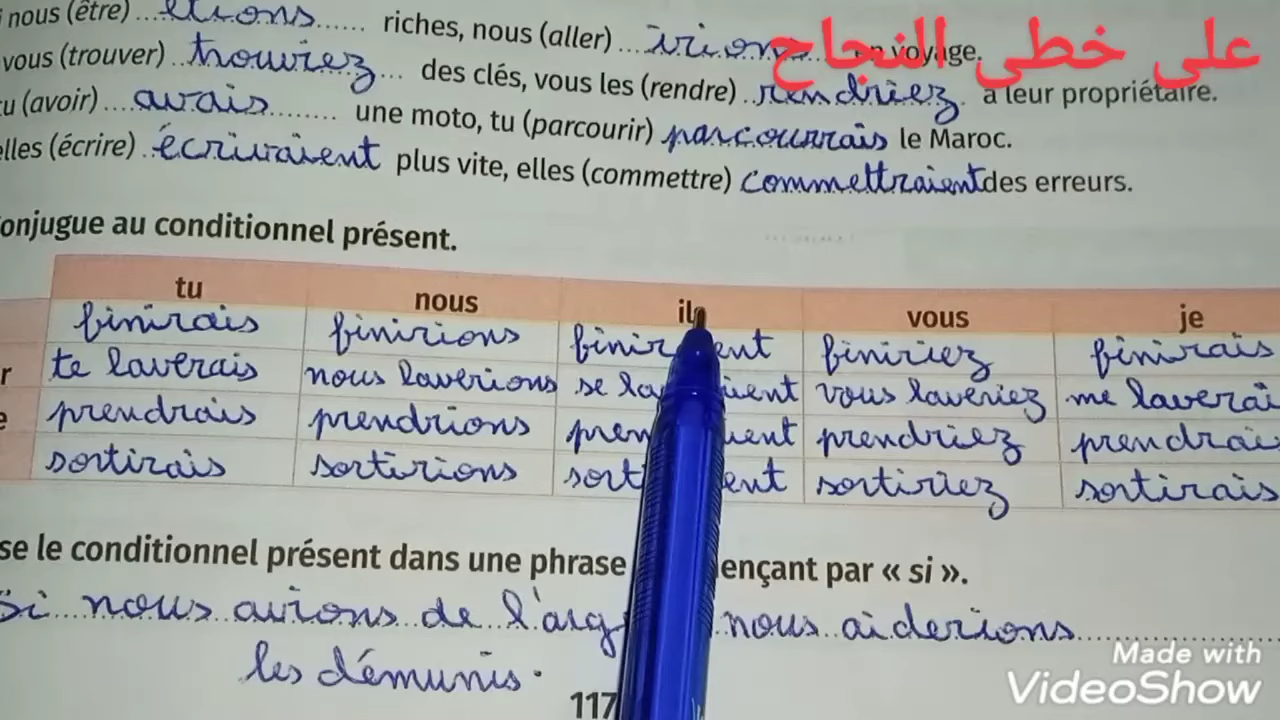 nous (être) ...étions...... riches, nous (aller) ...irions... en voyage.
على خطى النجاح
vous (trouver) ..trouviez... des clés, vous les (rendre) ..rendriez. à leur propriétaire.
tu (avoir) ....avais......... une moto, tu (parcourir) parcourrais le Maroc.
elles (écrire) .écrivaient plus vite, elles (commettre) commettraient des erreurs.
onjugue au conditionnel présent.
tu nous ils vous je
finirais finirions finir ent finiriez finirais
r te laverais nous laverions se la ient vous laveriez me laverai
e prendrais prendrions pren ient prendriez prendrai
sortirais sortirions sort ent sortiriez sortirais
se le conditionnel présent dans une phrase ençant par « si ».
Si nous avions de l'arg nous aiderions
les démunis.
117
Made with
VideoShow